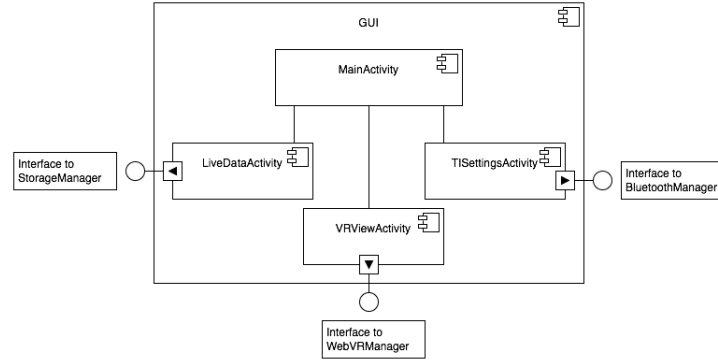 GUI
MainActivity
LiveDataActivity
TISettingsActivity
Interface to
StorageManager
Interface to
BluetoothManager
VRViewActivity
Interface to
WebVRManager